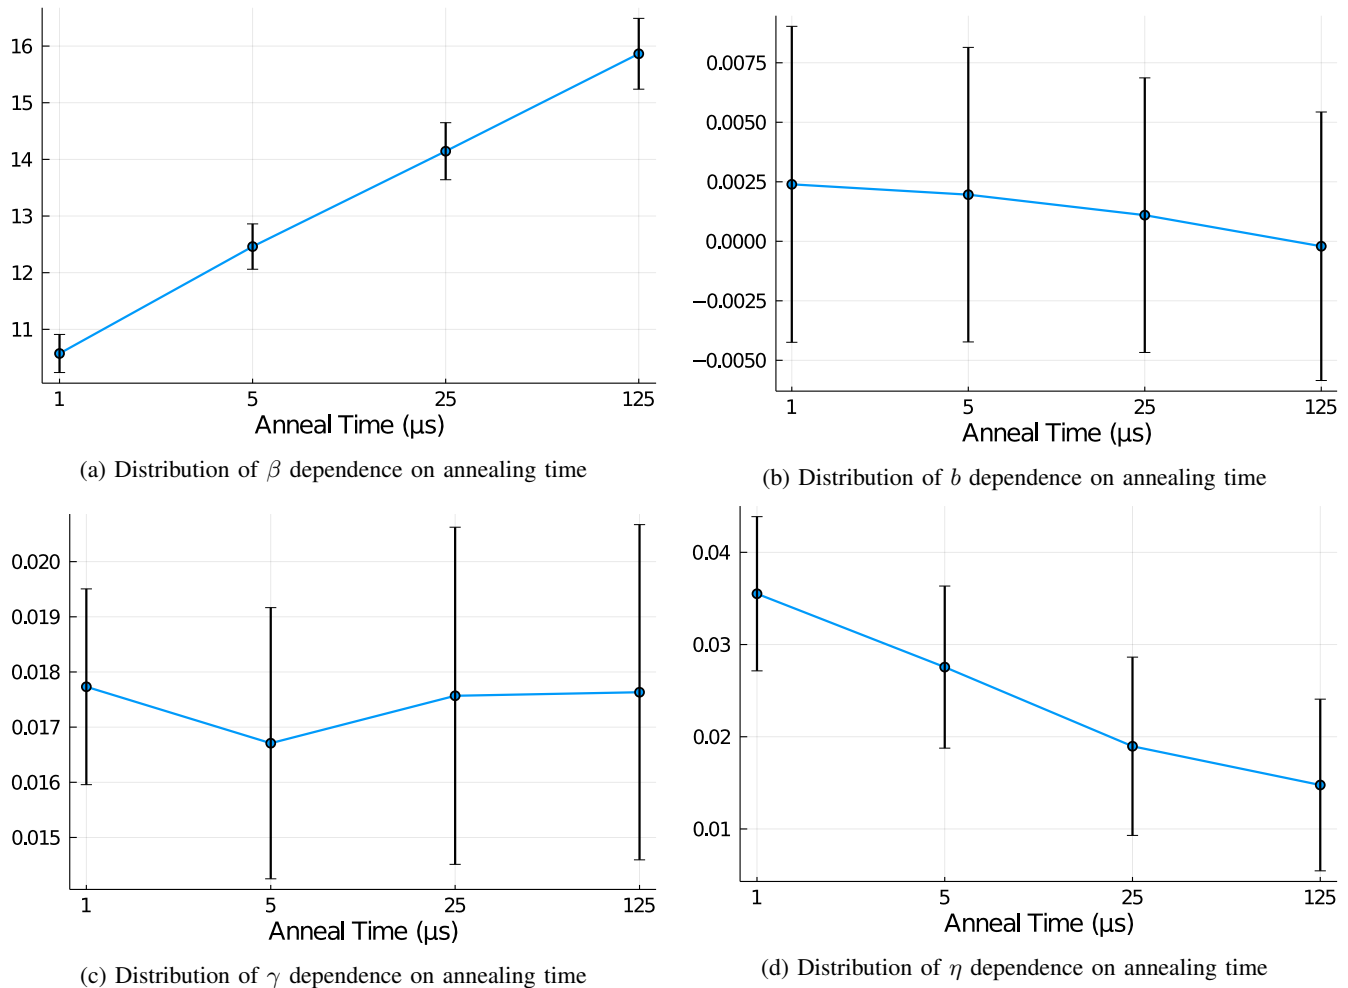 16
15
14
13
12
11
1 5 25 125
Anneal Time (μs)
(a) Distribution of β dependence on annealing time
0.0075
0.0050
0.0025
0.0000
−0.0025
−0.0050
1 5 25 125
Anneal Time (μs)
(b) Distribution of b dependence on annealing time
0.020
0.019
0.018
0.017
0.016
0.015
1 5 25 125
Anneal Time (μs)
(c) Distribution of γ dependence on annealing time
0.04
0.03
0.02
0.01
1 5 25 125
Anneal Time (μs)
(d) Distribution of η dependence on annealing time